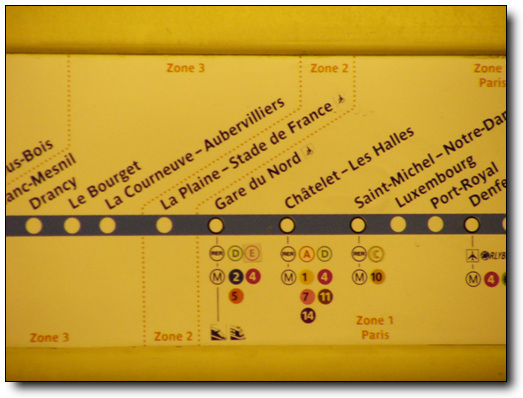 Zone 3
Zone 2
Zone
Paris
us-Bois
anc-Mesnil
Drancy
Le Bourget
La Courneuve – Aubervilliers
La Plaine – Stade de France
Gare du Nord
Châtelet – Les Halles
Saint-Michel – Notre-Dam
Luxembourg
Port-Royal
Denfe
RER D E
M 2 4
5
RER A D
M 1 4
7 11
14
RER C
M 10
ORLYB
M 4
Zone 3
Zone 2
Zone 1
Paris